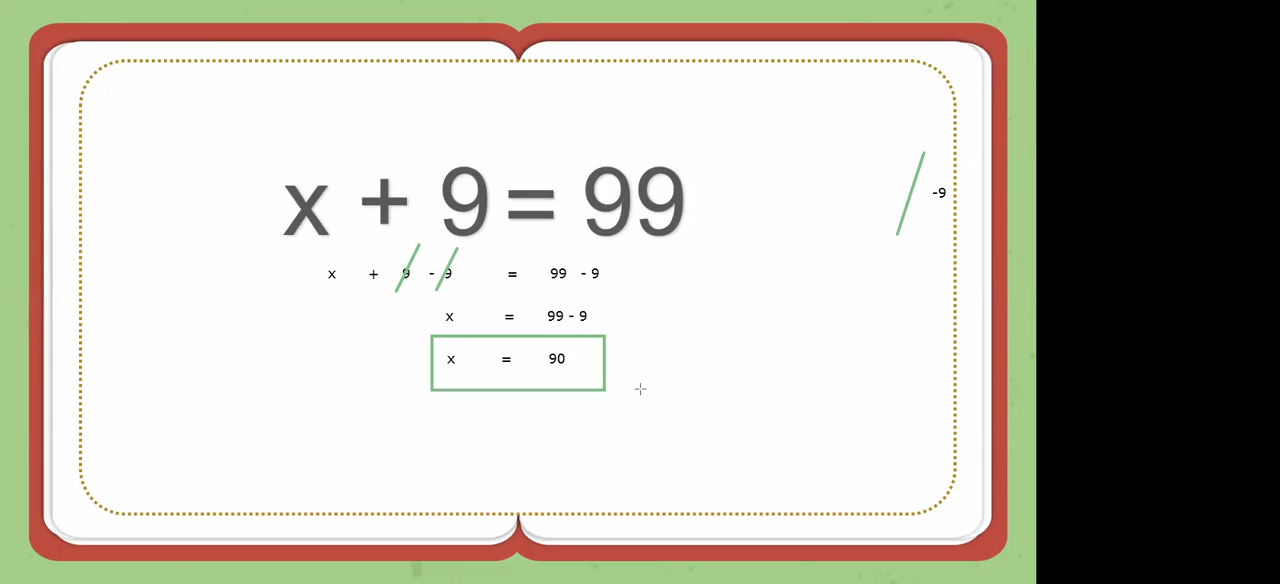 x + 9 = 99
-9
x + 9 - 9 = 99 - 9
x = 99 - 9
x = 90